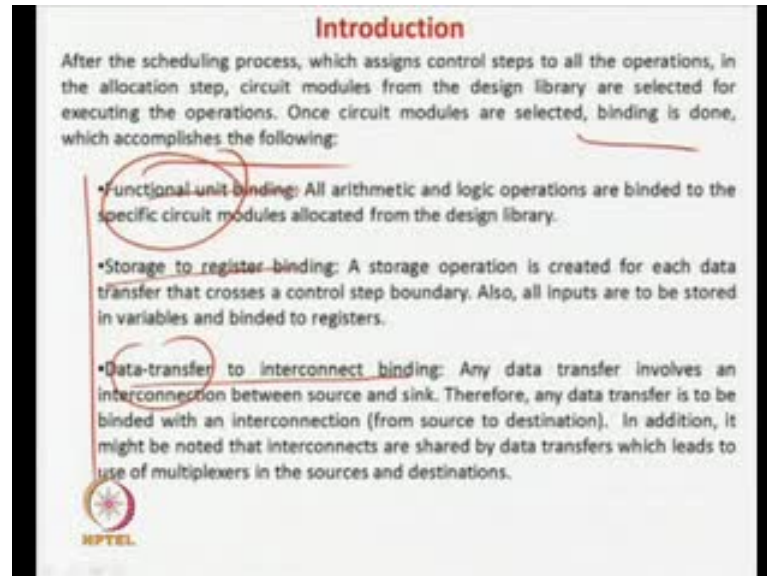 Introduction
After the scheduling process, which assigns control steps to all the operations, in
the allocation step, circuit modules from the design library are selected for
executing the operations. Once circuit modules are selected, binding is done,
which accomplishes the following:
•Functional unit binding: All arithmetic and logic operations are binded to the
specific circuit modules allocated from the design library.
•Storage to register binding: A storage operation is created for each data
transfer that crosses a control step boundary. Also, all inputs are to be stored
in variables and binded to registers.
•Data-transfer to interconnect binding: Any data transfer involves an
interconnection between source and sink. Therefore, any data transfer is to be
binded with an interconnection (from source to destination). In addition, it
might be noted that interconnects are shared by data transfers which leads to
use of multiplexers in the sources and destinations.
NPTEL